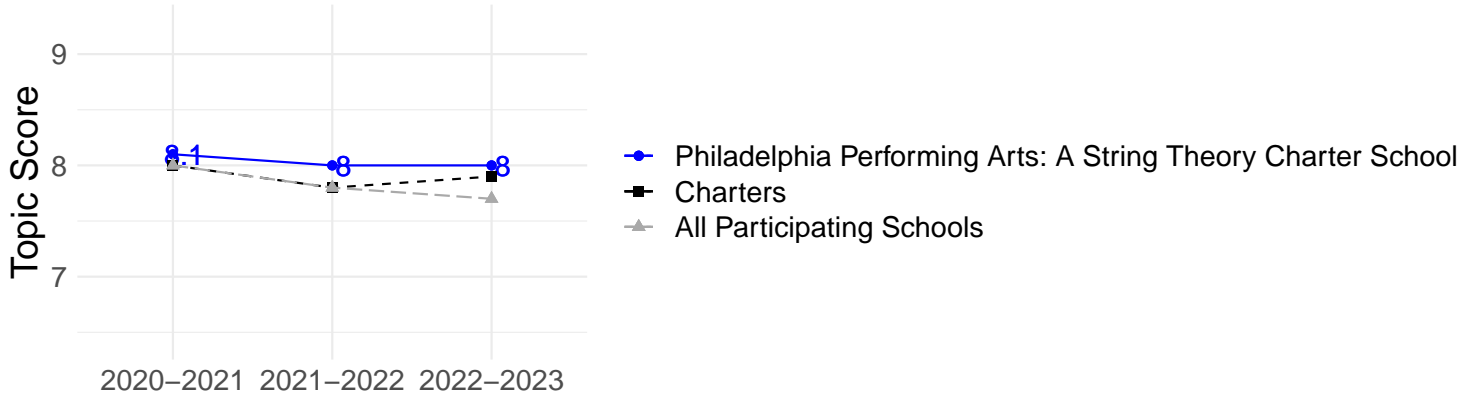 Topic Score
9
8
7
8.1
8
8
2020–2021 2021–2022 2022–2023
Philadelphia Performing Arts: A String Theory Charter School
Charters
All Participating Schools